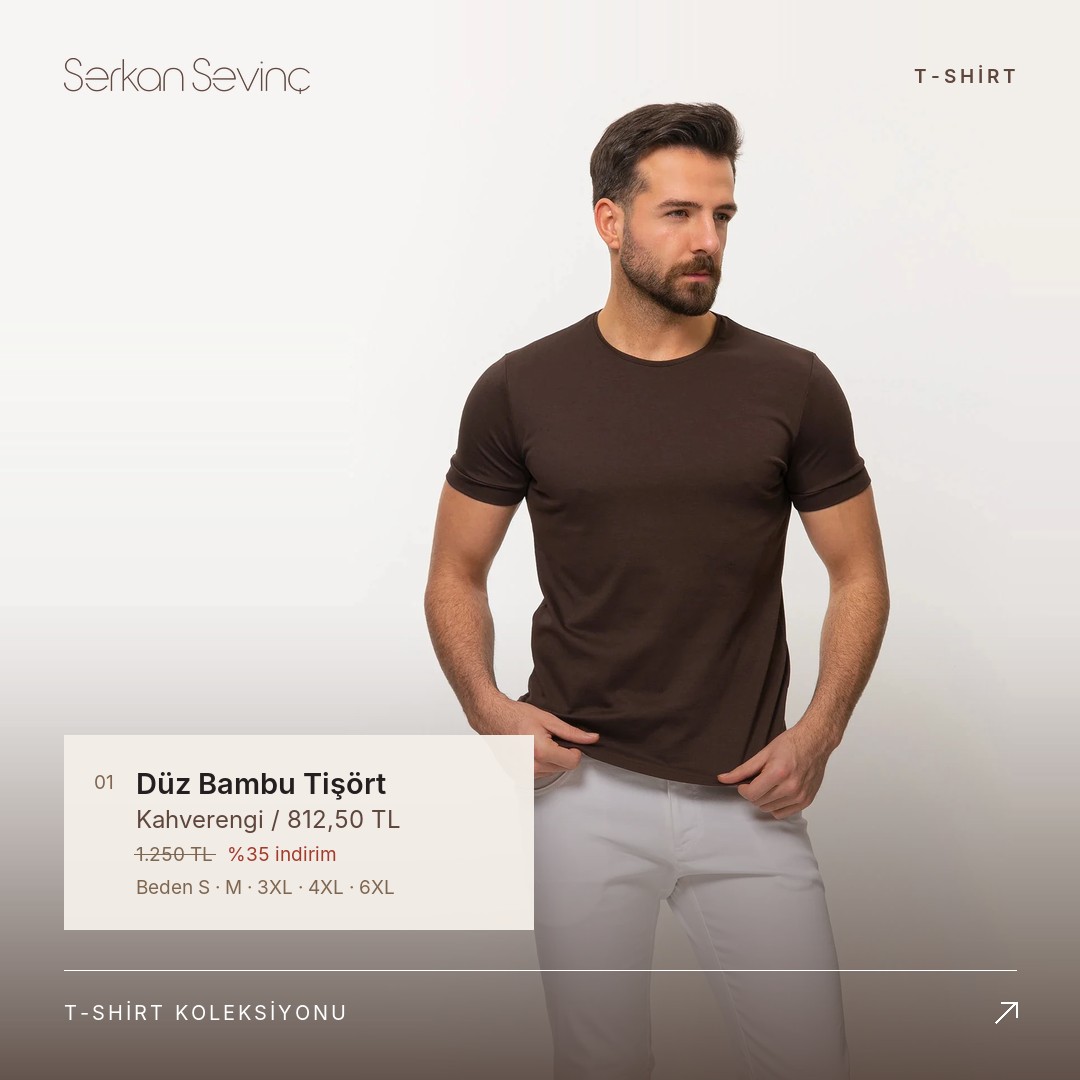 Serkan Sevinç
T-SHİRT
01
Düz Bambu Tişört
Kahverengi / 812,50 TL
1.250 TL %35 indirim
Beden S · M · 3XL · 4XL · 6XL
T-SHİRT KOLEKSİYONU